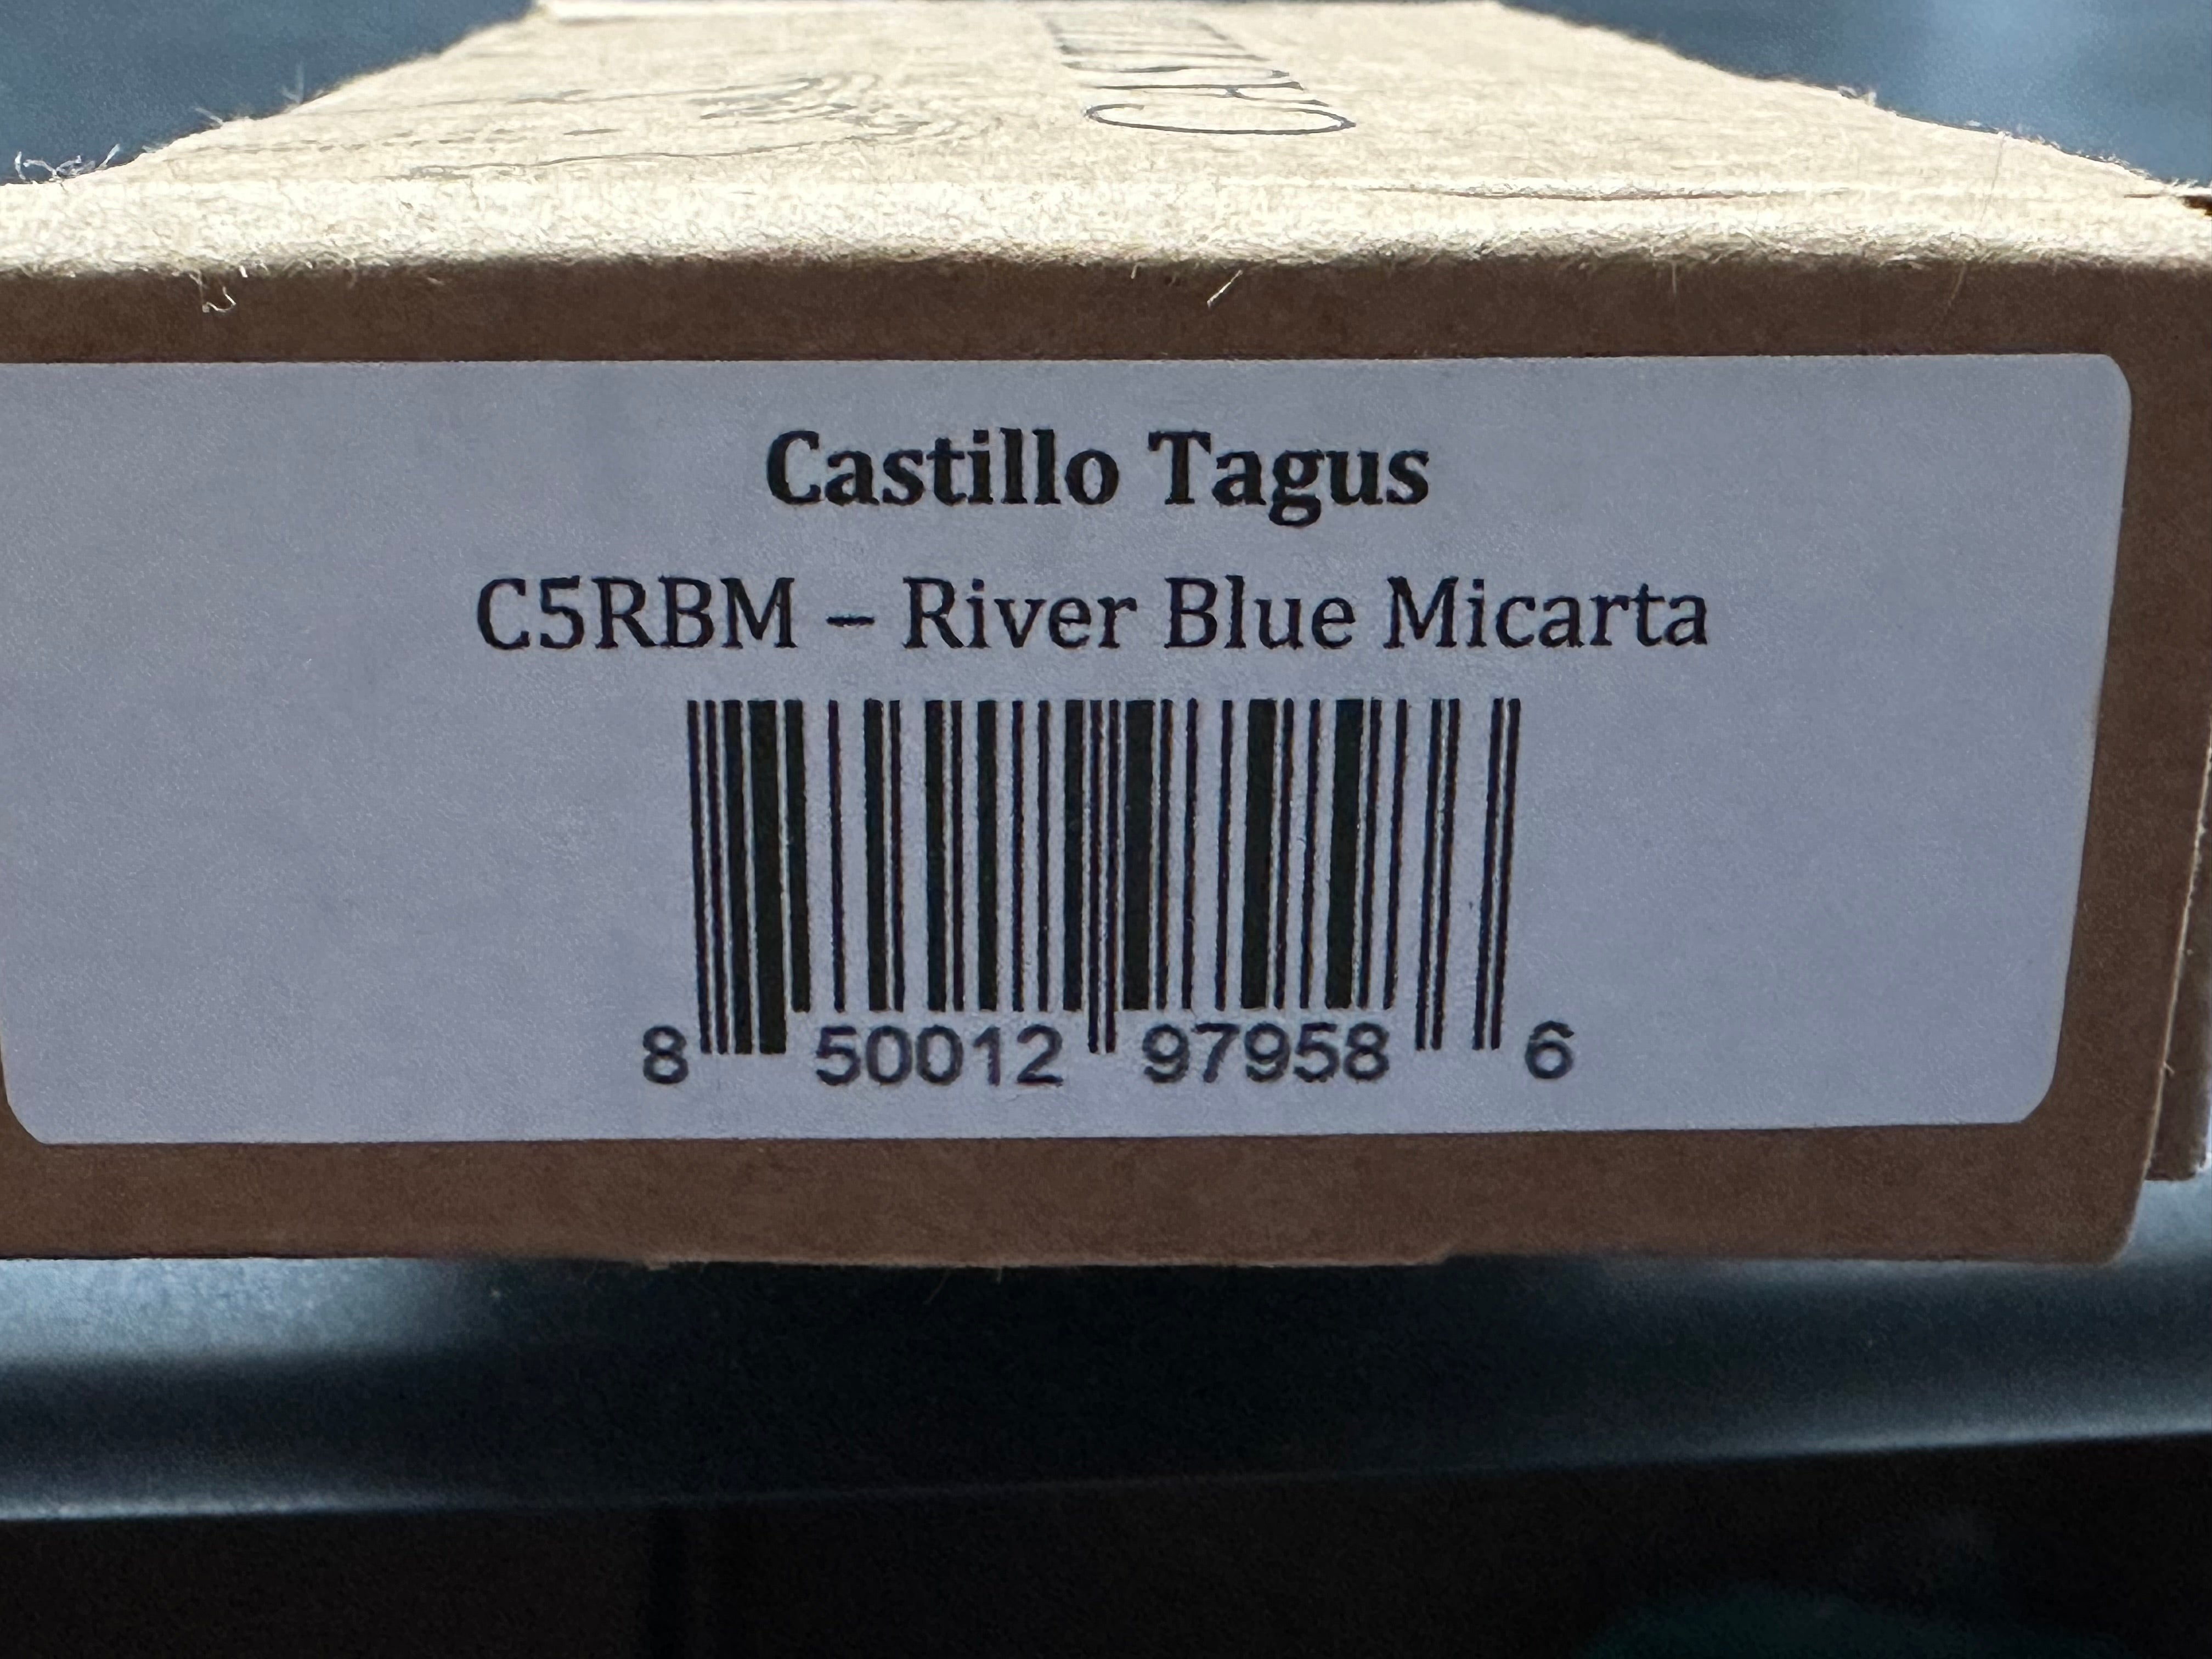 Castillo Tagus
C5RBM – River Blue Micarta
8 50012 97958 6